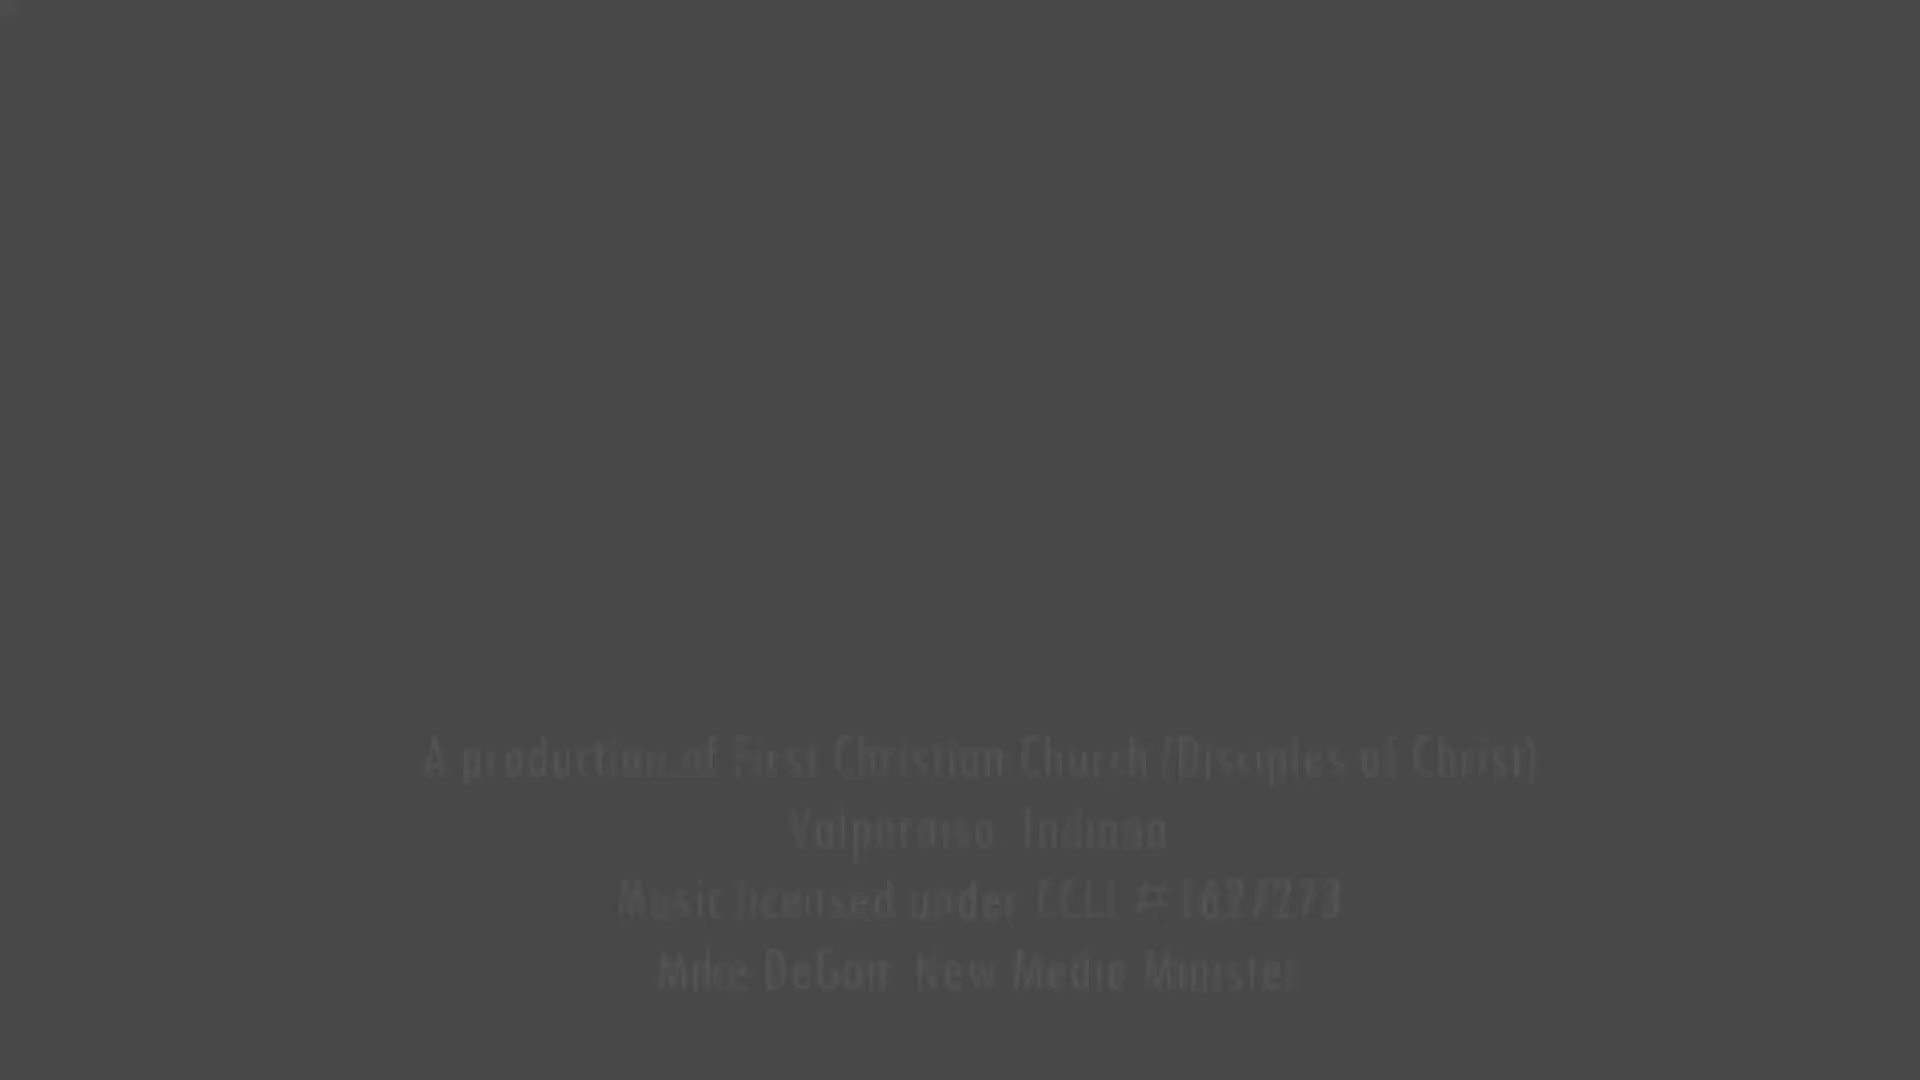 A production of First Christian Church (Disciples of Christ)
Valparaiso, Indiana
Music licensed under CCLI #1627273
Mike New Media Minister